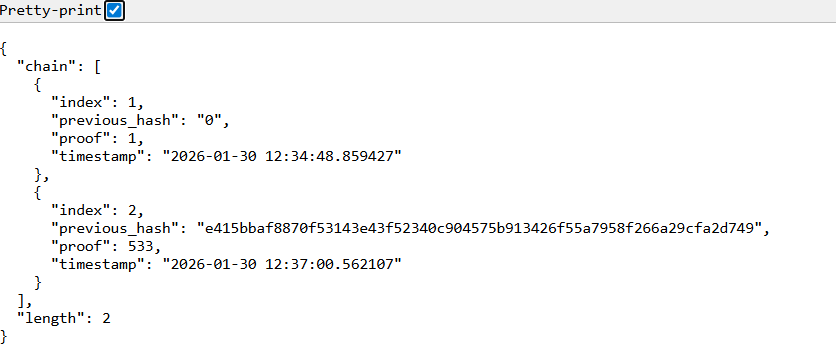 Pretty-print
{
  "chain": [
    {
      "index": 1,
      "previous_hash": "0",
      "proof": 1,
      "timestamp": "2026-01-30 12:34:48.859427"
    },
    {
      "index": 2,
      "previous_hash": "e415bbaf8870f53143e43f52340c904575b913426f55a7958f266a29cfa2d749",
      "proof": 533,
      "timestamp": "2026-01-30 12:37:00.562107"
    }
  ],
  "length": 2
}